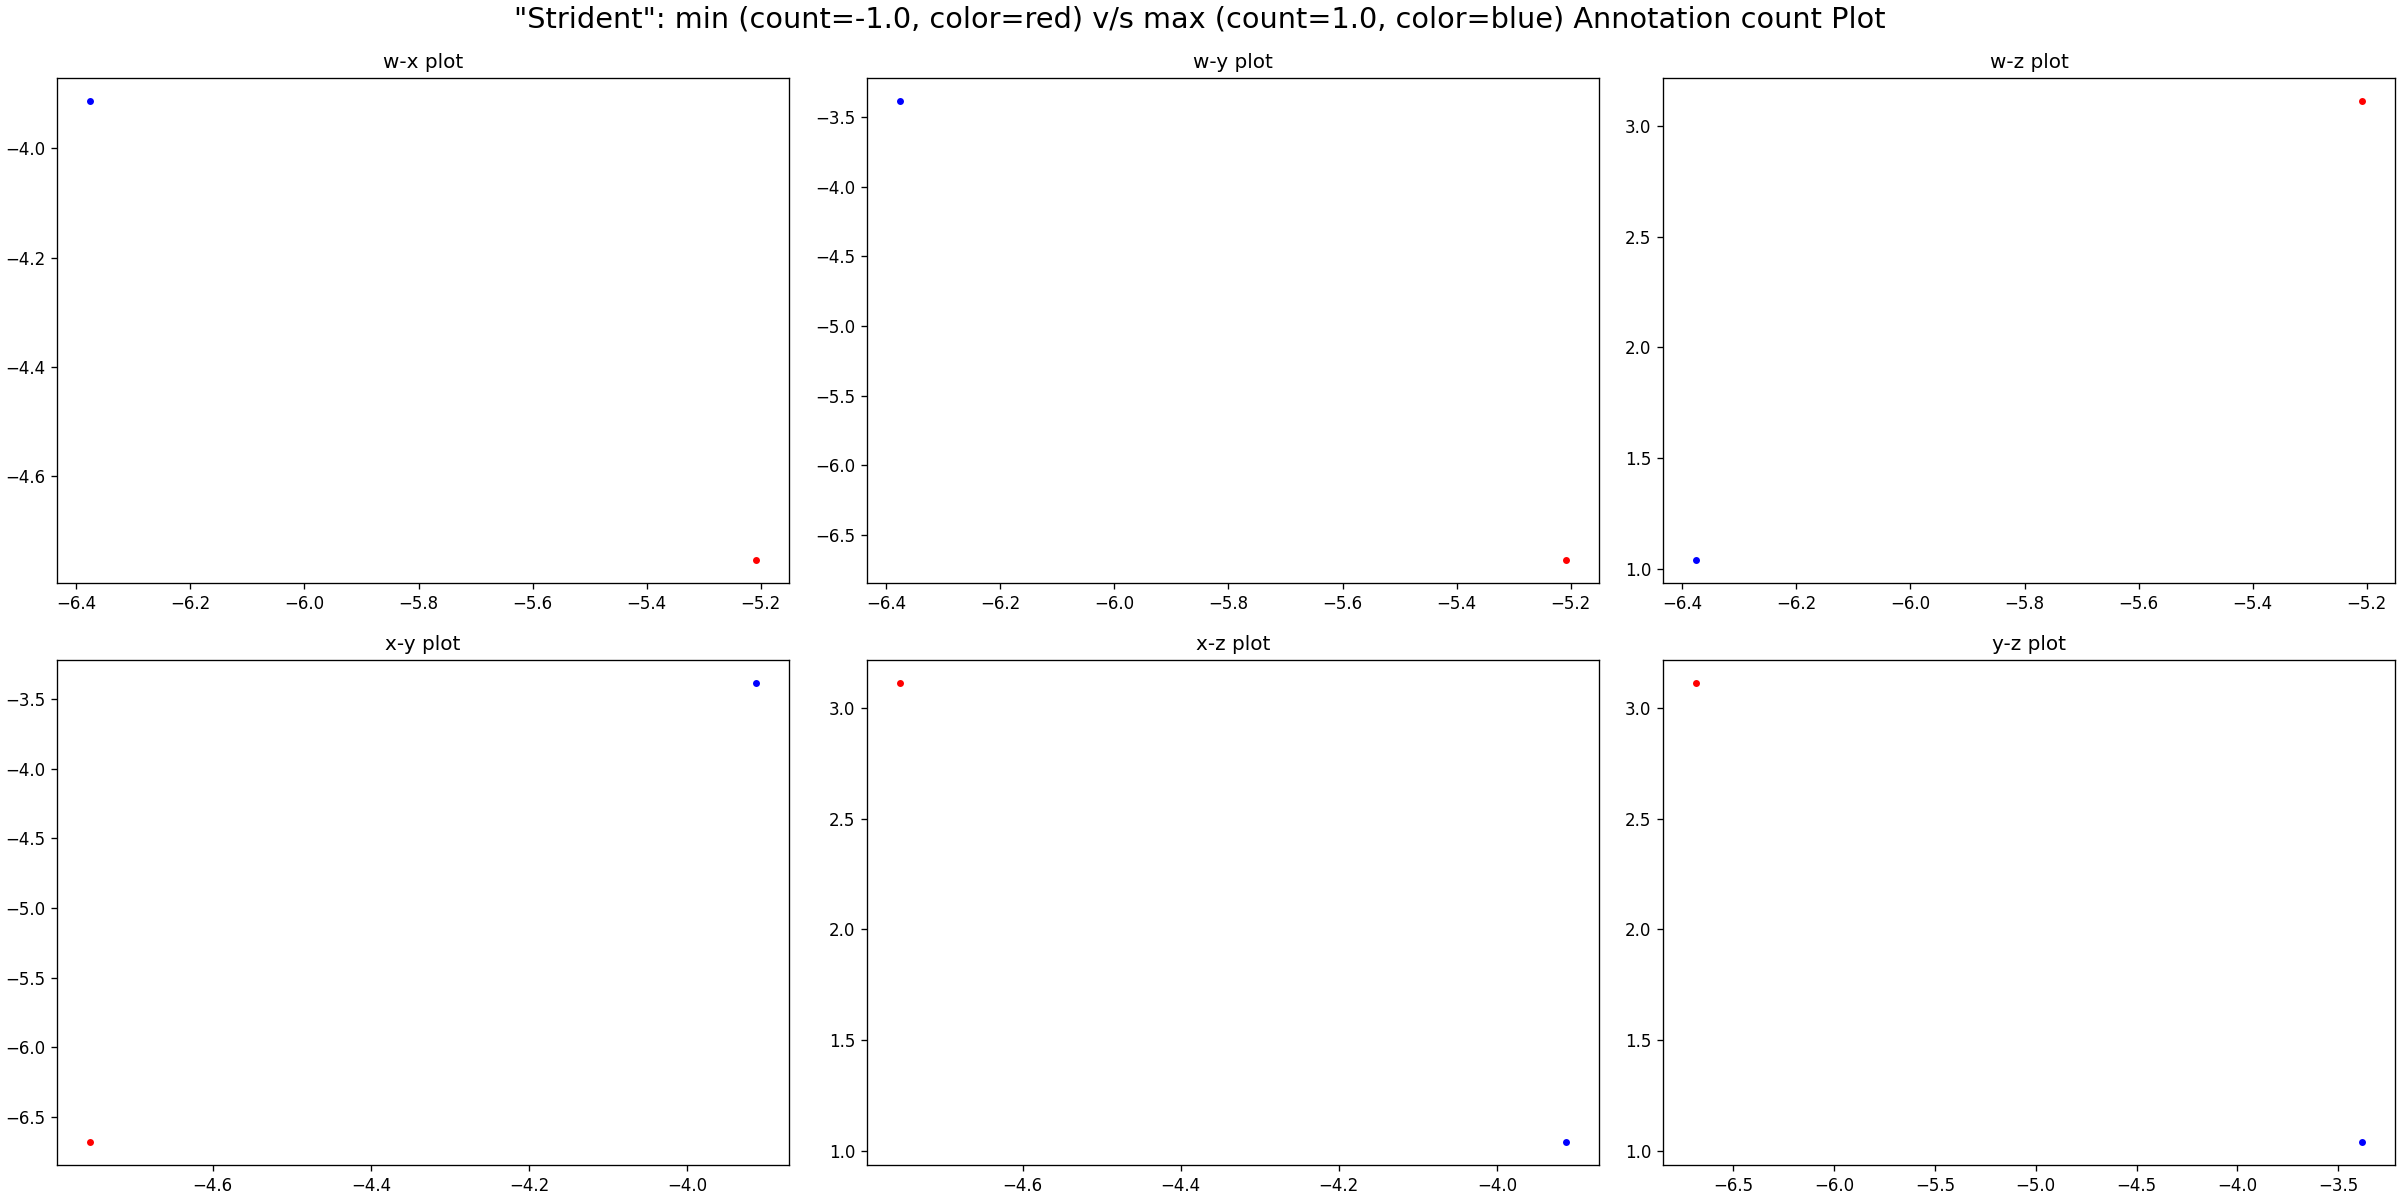 "Strident": min (count=-1.0, color=red) v/s max (count=1.0, color=blue) Annotation count Plot
w-x plot
−4.0
−4.2
−4.4
−4.6
−6.4 −6.2 −6.0 −5.8 −5.6 −5.4 −5.2
w-y plot
−3.5
−4.0
−4.5
−5.0
−5.5
−6.0
−6.5
−6.4 −6.2 −6.0 −5.8 −5.6 −5.4 −5.2
w-z plot
3.0
2.5
2.0
1.5
1.0
−6.4 −6.2 −6.0 −5.8 −5.6 −5.4 −5.2
x-y plot
−3.5
−4.0
−4.5
−5.0
−5.5
−6.0
−6.5
−4.6 −4.4 −4.2 −4.0
x-z plot
3.0
2.5
2.0
1.5
1.0
−4.6 −4.4 −4.2 −4.0
y-z plot
3.0
2.5
2.0
1.5
1.0
−6.5 −6.0 −5.5 −5.0 −4.5 −4.0 −3.5